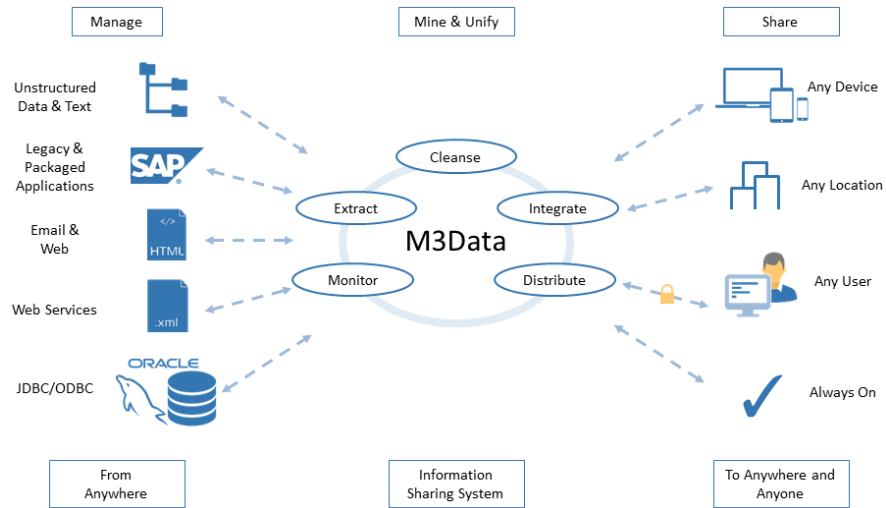 Manage
Mine & Unify
Share
Unstructured
Data & Text
Legacy &
Packaged
Applications
SAP
®
Email &
Web
</>
HTML
Web Services
.xml
JDBC/ODBC
ORACLE
Cleanse
Extract
Integrate
M3Data
Monitor
Distribute
Any Device
Any Location
Any User
Always On
From
Anywhere
Information
Sharing System
To Anywhere and
Anyone